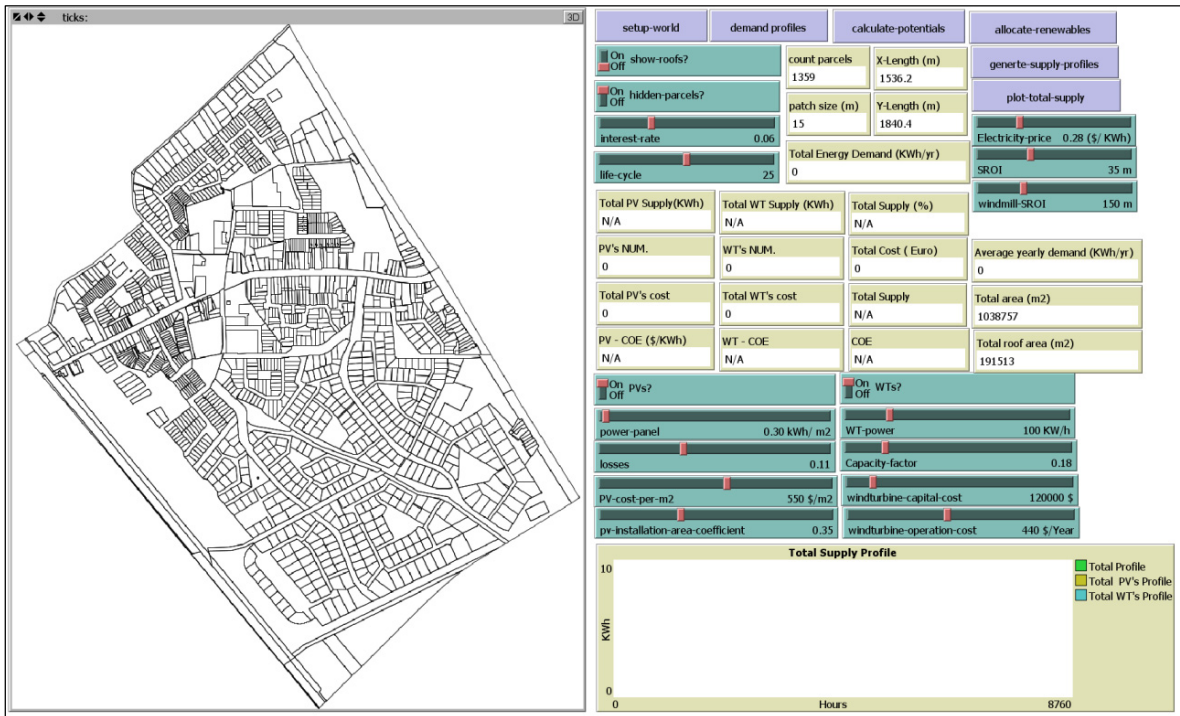 ticks:
3D
setup-world
demand profiles
calculate-potentials
allocate-renewables
On
Off
show-roofs?
count parcels
1359
X-Length (m)
1536.2
generte-supply-profiles
On
Off
hidden-parcels?
patch size (m)
15
Y-Length (m)
1840.4
plot-total-supply
interest-rate 0.06
Electricity-price 0.28 ($/ KWh)
Total Energy Demand (KWh/yr)
0
life-cycle 25
SROI 35 m
windmill-SROI 150 m
Total PV Supply(KWh)
N/A
Total WT Supply (KWh)
N/A
Total Supply (%)
N/A
PV's NUM.
0
WT's NUM.
0
Total Cost ( Euro)
0
Average yearly demand (KWh/yr)
0
Total PV's cost
0
Total WT's cost
0
Total Supply
N/A
Total area (m2)
1038757
PV - COE ($/KWh)
N/A
WT - COE
N/A
COE
N/A
Total roof area (m2)
191513
On
Off
PVs?
On
Off
WTs?
power-panel 0.30 kWh/ m2
WT-power 100 KW/h
losses 0.11
Capacity-factor 0.18
PV-cost-per-m2 550 $/m2
windturbine-capital-cost 120000 $
pv-installation-area-coefficient 0.35
windturbine-operation-cost 440 $/Year
Total Supply Profile
10
KWh
0
0
Hours
8760
Total Profile
Total PV's Profile
Total WT's Profile